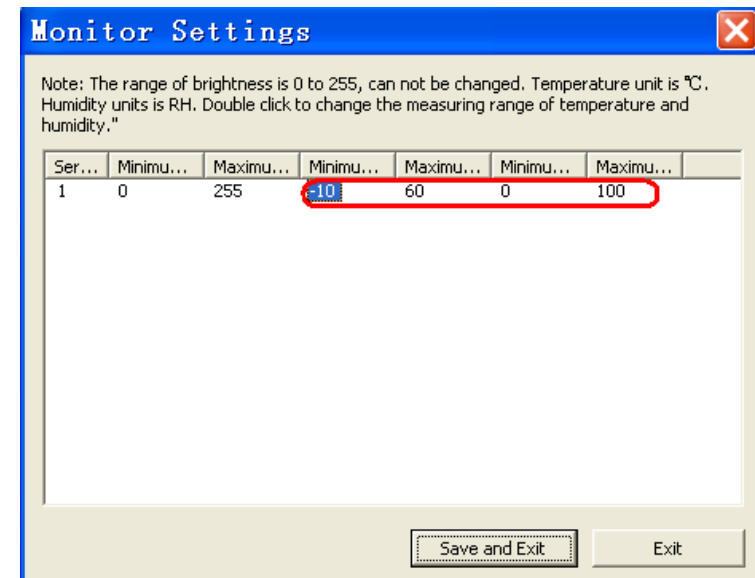 Monitor Settings
Note: The range of brightness is 0 to 255, can not be changed. Temperature unit is ℃.
Humidity units is RH. Double click to change the measuring range of temperature and
humidity."
Ser... Minimu... Maximu... Minimu... Maximu... Minimu... Maximu...
1 0 255 -10 60 0 100
Save and Exit Exit